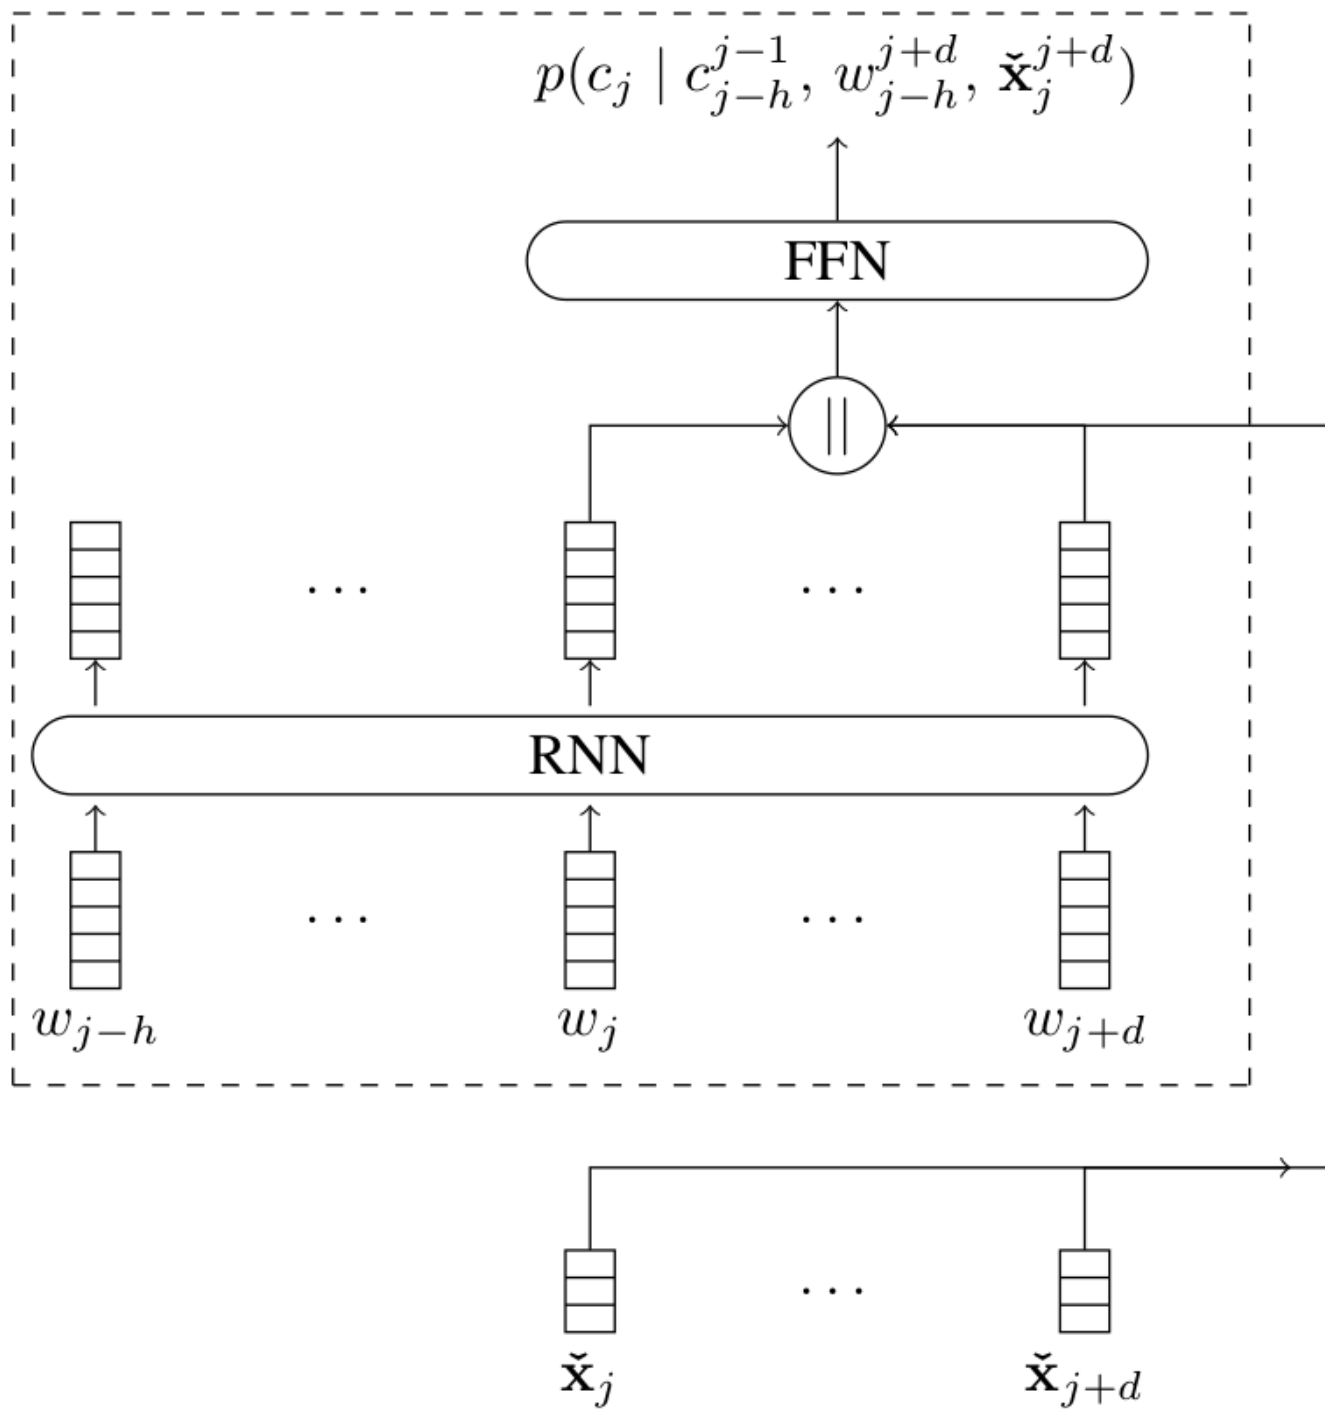 p(c_j | c_{j-h}^{j-1}, w_{j-h}^{j+d}, x̌_j^{j+d})
FFN
||
... ...
RNN
... ...
w_{j-h} w_j w_{j+d}
...
x̌_j x̌_{j+d}